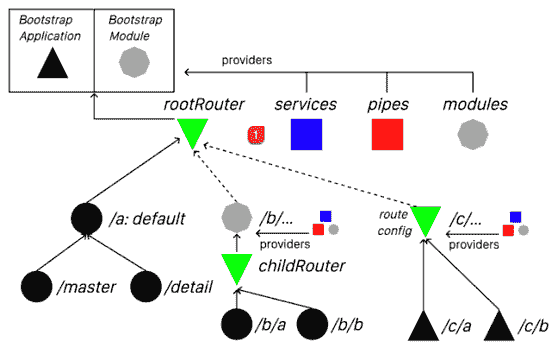 Bootstrap
Application
Bootstrap
Module
providers
rootRouter
services
pipes
modules
1
/a: default
/b/...
route
config
/c/...
providers
providers
childRouter
/master
/detail
/b/a
/b/b
/c/a
/c/b